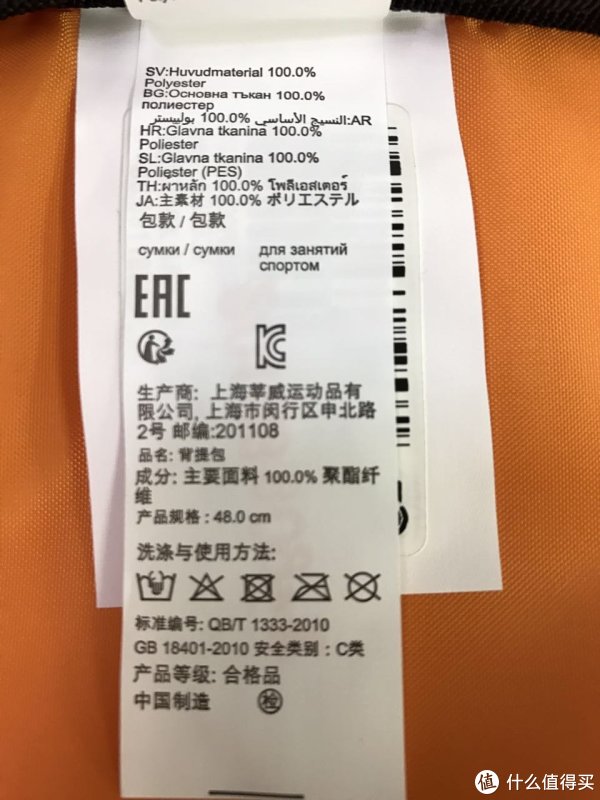 SV:Huvudmaterial 100.0%
Polyester
BG:Основна тъкан 100.0%
полиестер
AR:النسيج الأساسي 100.0% بولييستر
HR:Glavna tkanina 100.0%
Poliester
SL:Glavna tkanina 100.0%
Poliester (PES)
TH:ผ้าหลัก 100.0% โพลีเอสเตอร์
JA:主素材 100.0% ポリエステル
包款 / 包款
сумки / сумки для занятий
спортом
EAC
生产商: 上海莘威运动品有
限公司, 上海市闵行区申北路
2号 邮编:201108
品名: 背提包
成分: 主要面料 100.0% 聚酯纤
维
产品规格：48.0 cm
洗涤与使用方法:
标准编号: QB/T 1333-2010
GB 18401-2010 安全类别：C类
产品等级: 合格品
中国制造 检
值 什么值得买